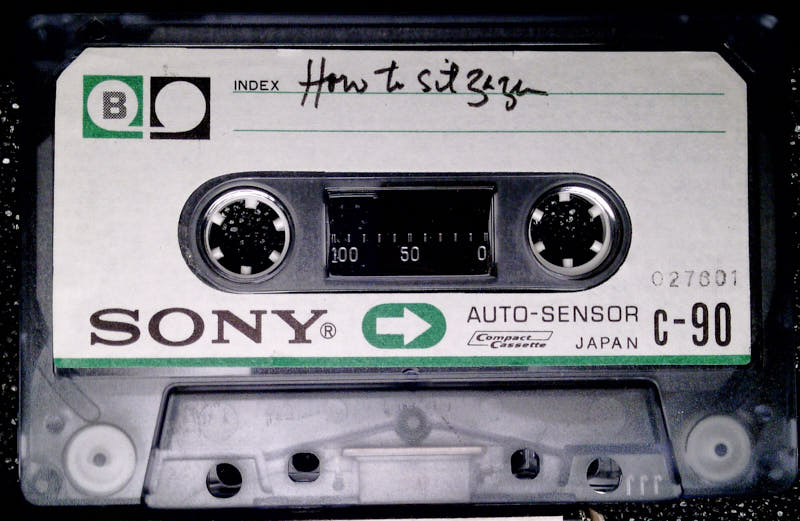 B
INDEX How to sit zazen
100 50 0
027601
SONY®
AUTO-SENSOR C-90
Compact Cassette
JAPAN